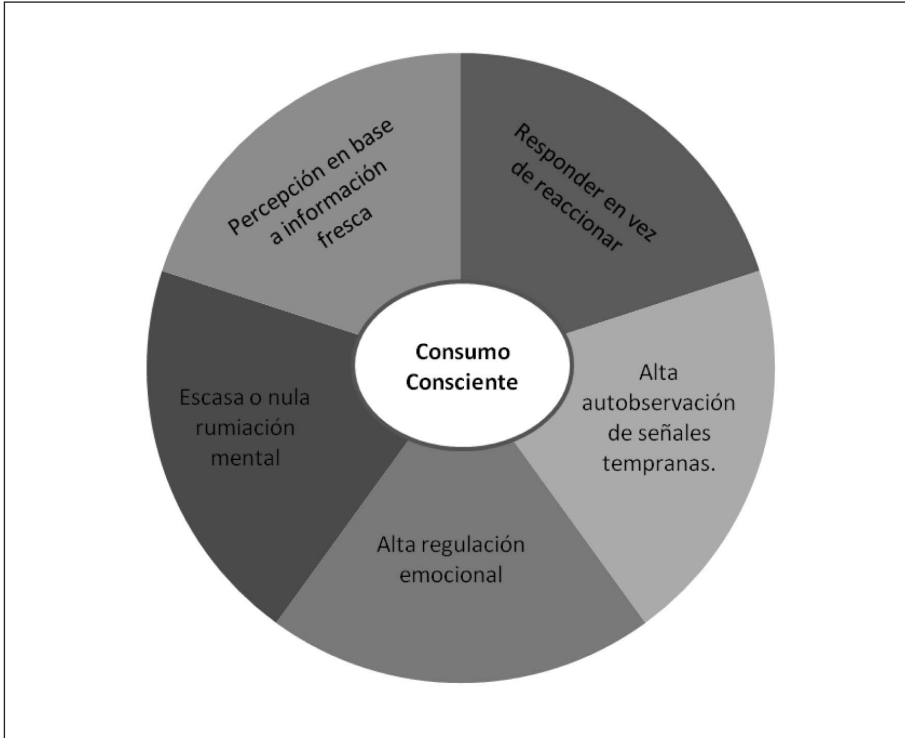 Percepción en base
a información
fresca
Responder en vez
de reaccionar
Consumo
Consciente
Escasa o nula
rumiación
mental
Alta
autobservación
de señales
tempranas.
Alta regulación
emocional